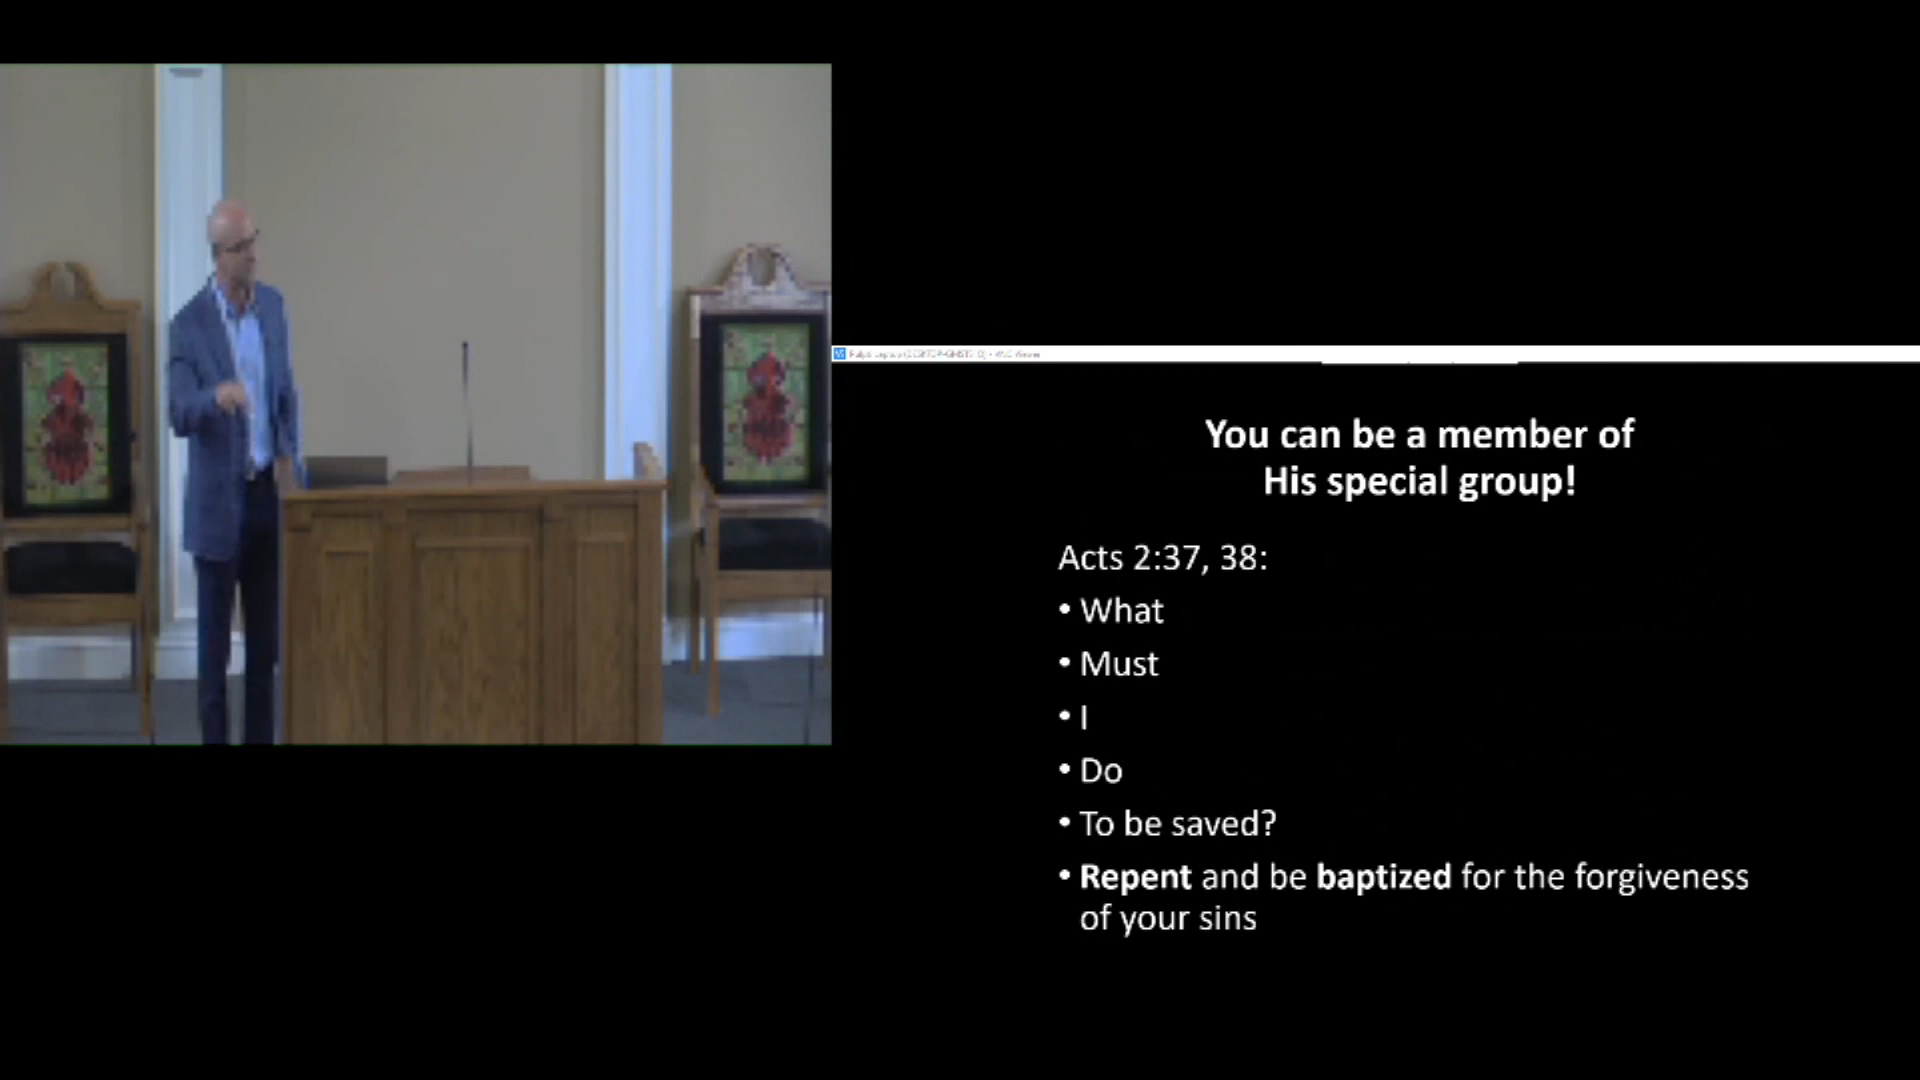 You can be a member of
His special group!
Acts 2:37, 38:
• What
• Must
• I
• Do
• To be saved?
• Repent and be baptized for the forgiveness
of your sins